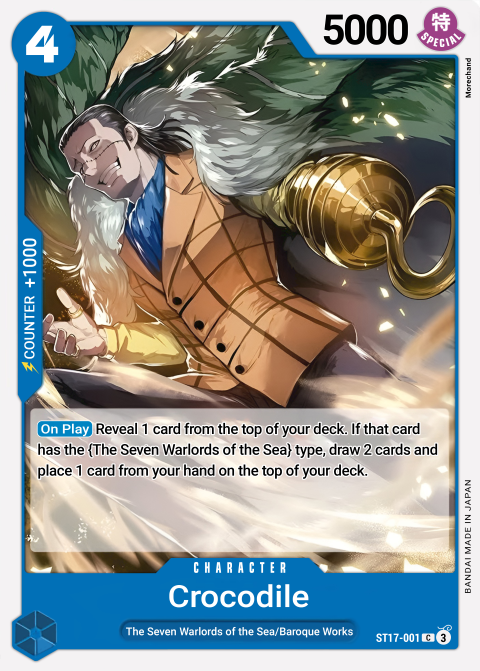 4
5000
特
SPECIAL
Morechand
COUNTER +1000
On Play Reveal 1 card from the top of your deck. If that card
has the {The Seven Warlords of the Sea} type, draw 2 cards and
place 1 card from your hand on the top of your deck.
BANDAI MADE IN JAPAN
CHARACTER
Crocodile
The Seven Warlords of the Sea/Baroque Works
ST17-001 C 3